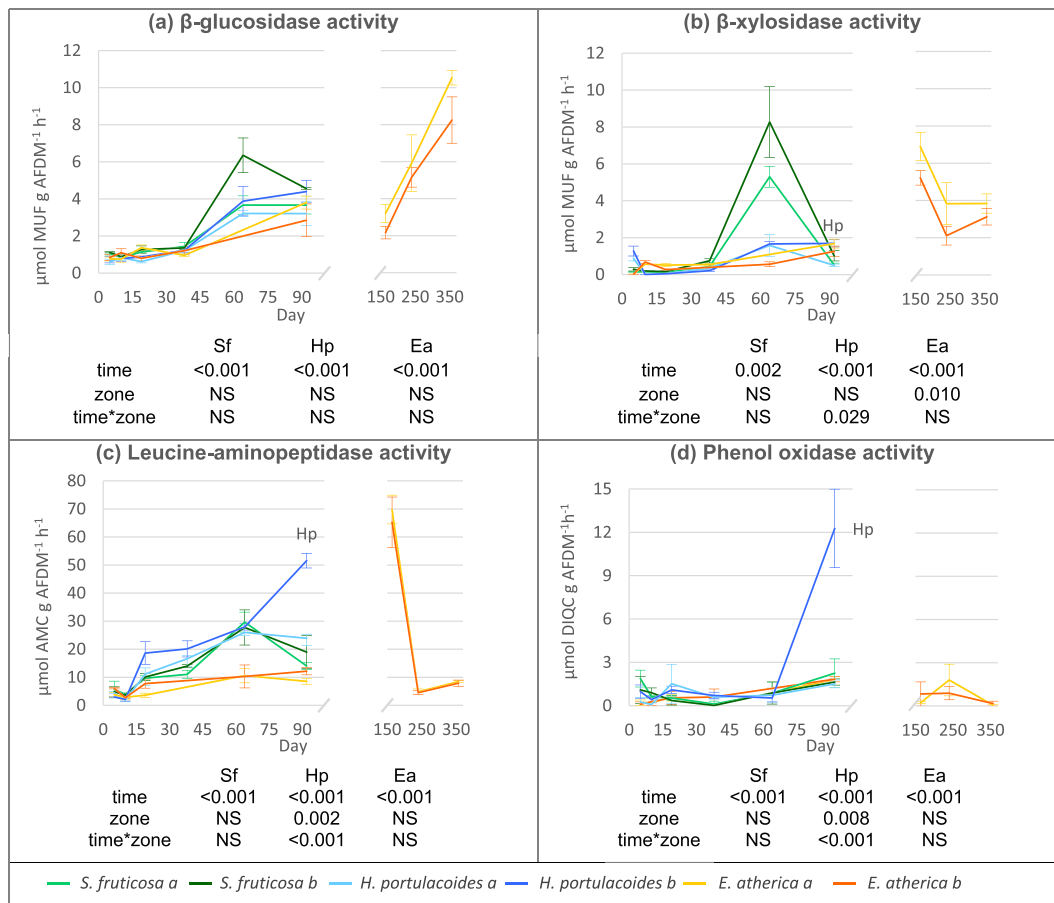 (a) β-glucosidase activity
μmol MUF g AFDM⁻¹ h⁻¹
12
10
8
6
4
2
0
0 15 30 45 60 75 90 150 250 350
Day
Sf Hp Ea
time <0.001 <0.001 <0.001
zone NS NS NS
time*zone NS NS NS
(b) β-xylosidase activity
μmol MUF g AFDM⁻¹ h⁻¹
12
10
8
6
4
2
0
Hp
0 15 30 45 60 75 90 150 250 350
Day
Sf Hp Ea
time 0.002 <0.001 <0.001
zone NS NS 0.010
time*zone NS 0.029 NS
(c) Leucine-aminopeptidase activity
μmol AMC g AFDM⁻¹ h⁻¹
80
70
60
50
40
30
20
10
0
Hp
0 15 30 45 60 75 90 150 250 350
Day
Sf Hp Ea
time <0.001 <0.001 <0.001
zone NS 0.002 NS
time*zone NS <0.001 NS
(d) Phenol oxidase activity
μmol DIQC g AFDM⁻¹h⁻¹
15
12
9
6
3
0
Hp
0 15 30 45 60 75 90 150 250 350
Day
Sf Hp Ea
time <0.001 <0.001 <0.001
zone NS 0.008 NS
time*zone NS <0.001 NS
S. fruticosa a S. fruticosa b H. portulacoides a H. portulacoides b E. atherica a E. atherica b